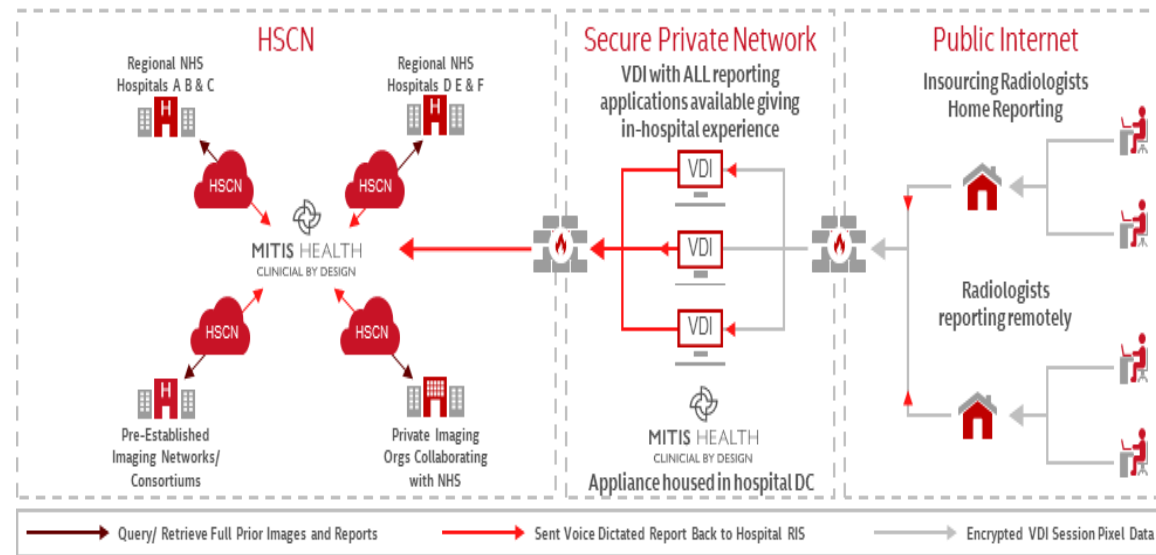 HSCN
Regional NHS
Hospitals A B & C
Regional NHS
Hospitals D E & F
H
H
HSCN
HSCN
MITIS HEALTH
CLINICIAL BY DESIGN
HSCN
HSCN
H
Pre-Established
Imaging Networks/
Consortiums
Private Imaging
Orgs Collaborating
with NHS
Secure Private Network
VDI with ALL reporting
applications available giving
in-hospital experience
VDI
VDI
VDI
MITIS HEALTH
CLINICIAL BY DESIGN
Appliance housed in hospital DC
Public Internet
Insourcing Radiologists
Home Reporting
Radiologists
reporting remotely
Query/ Retrieve Full Prior Images and Reports
Sent Voice Dictated Report Back to Hospital RIS
Encrypted VDI Session Pixel Data